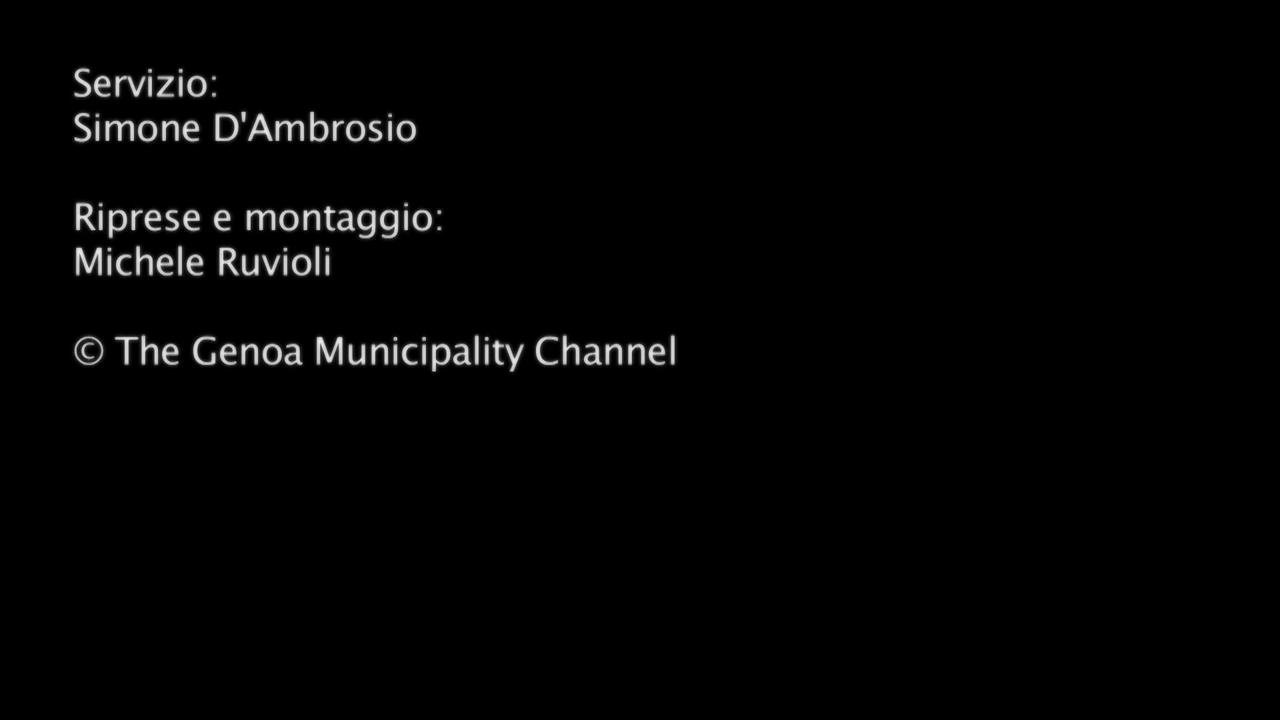 Servizio:
Simone D'Ambrosio
Riprese e montaggio:
Michele Ruvioli
© The Genoa Municipality Channel